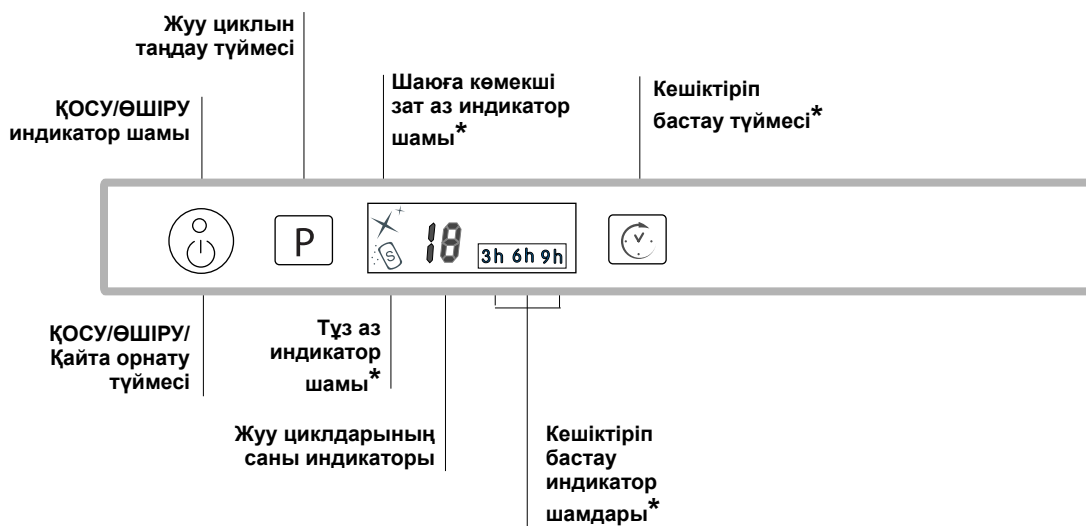 Жуу циклын
таңдау түймесі
ҚОСУ/ӨШІРУ
индикатор шамы
Шаюға көмекші
зат аз индикатор
шамы*
Кешіктіріп
бастау түймесі*
P
S
18
3h 6h 9h
ҚОСУ/ӨШІРУ/
Қайта орнату
түймесі
Тұз аз
индикатор
шамы*
Жуу циклдарының
саны индикаторы
Кешіктіріп
бастау
индикатор
шамдары*